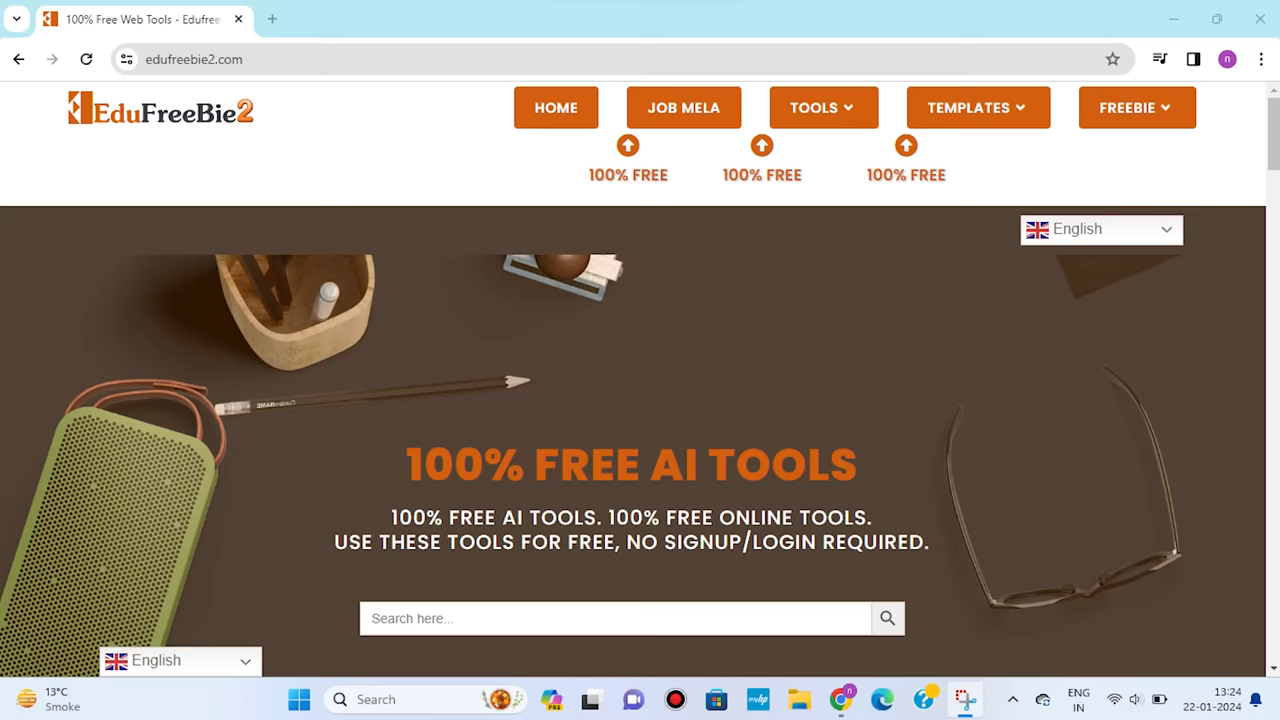 100% Free Web Tools - Edufree
edufreebie2.com
EduFreeBie2
HOME
JOB MELA
TOOLS
TEMPLATES
FREEBIE
100% FREE
100% FREE
100% FREE
English
100% FREE AI TOOLS
100% FREE AI TOOLS. 100% FREE ONLINE TOOLS.
USE THESE TOOLS FOR FREE, NO SIGNUP/LOGIN REQUIRED.
Search here...
English
13°C
Smoke
Search
PRE
ENG
IN
13:24
22-01-2024